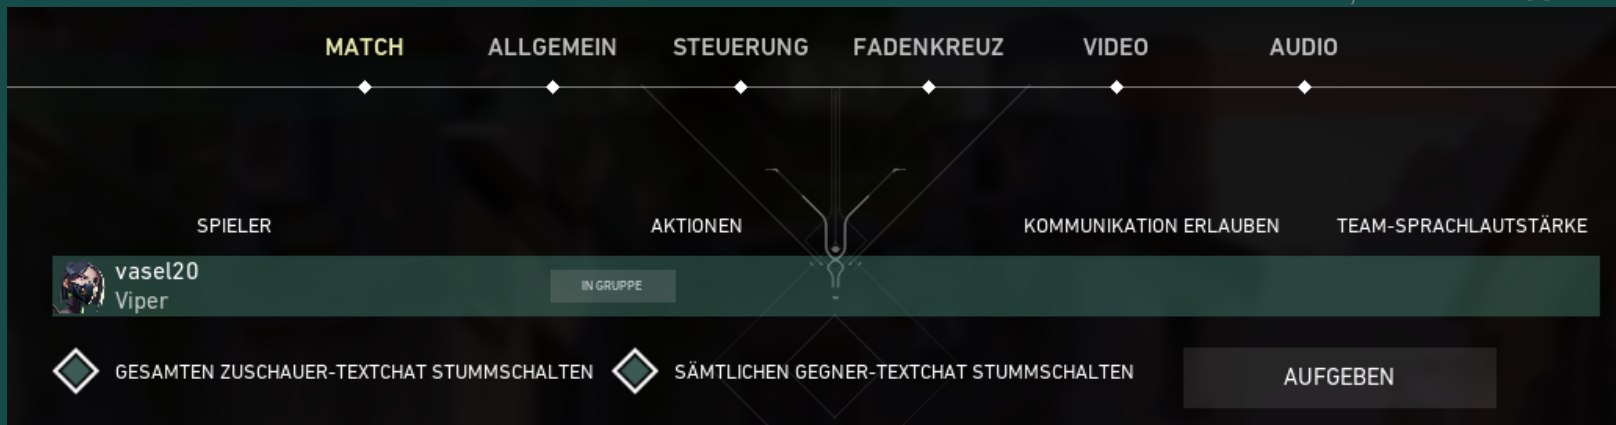 MATCH ALLGEMEIN STEUERUNG FADENKREUZ VIDEO AUDIO
SPIELER AKTIONEN KOMMUNIKATION ERLAUBEN TEAM-SPRACHLAUTSTÄRKE
vasel20
Viper
IN GRUPPE
GESAMTEN ZUSCHAUER-TEXTCHAT STUMMSCHALTEN SÄMTLICHEN GEGNER-TEXTCHAT STUMMSCHALTEN AUFGEBEN